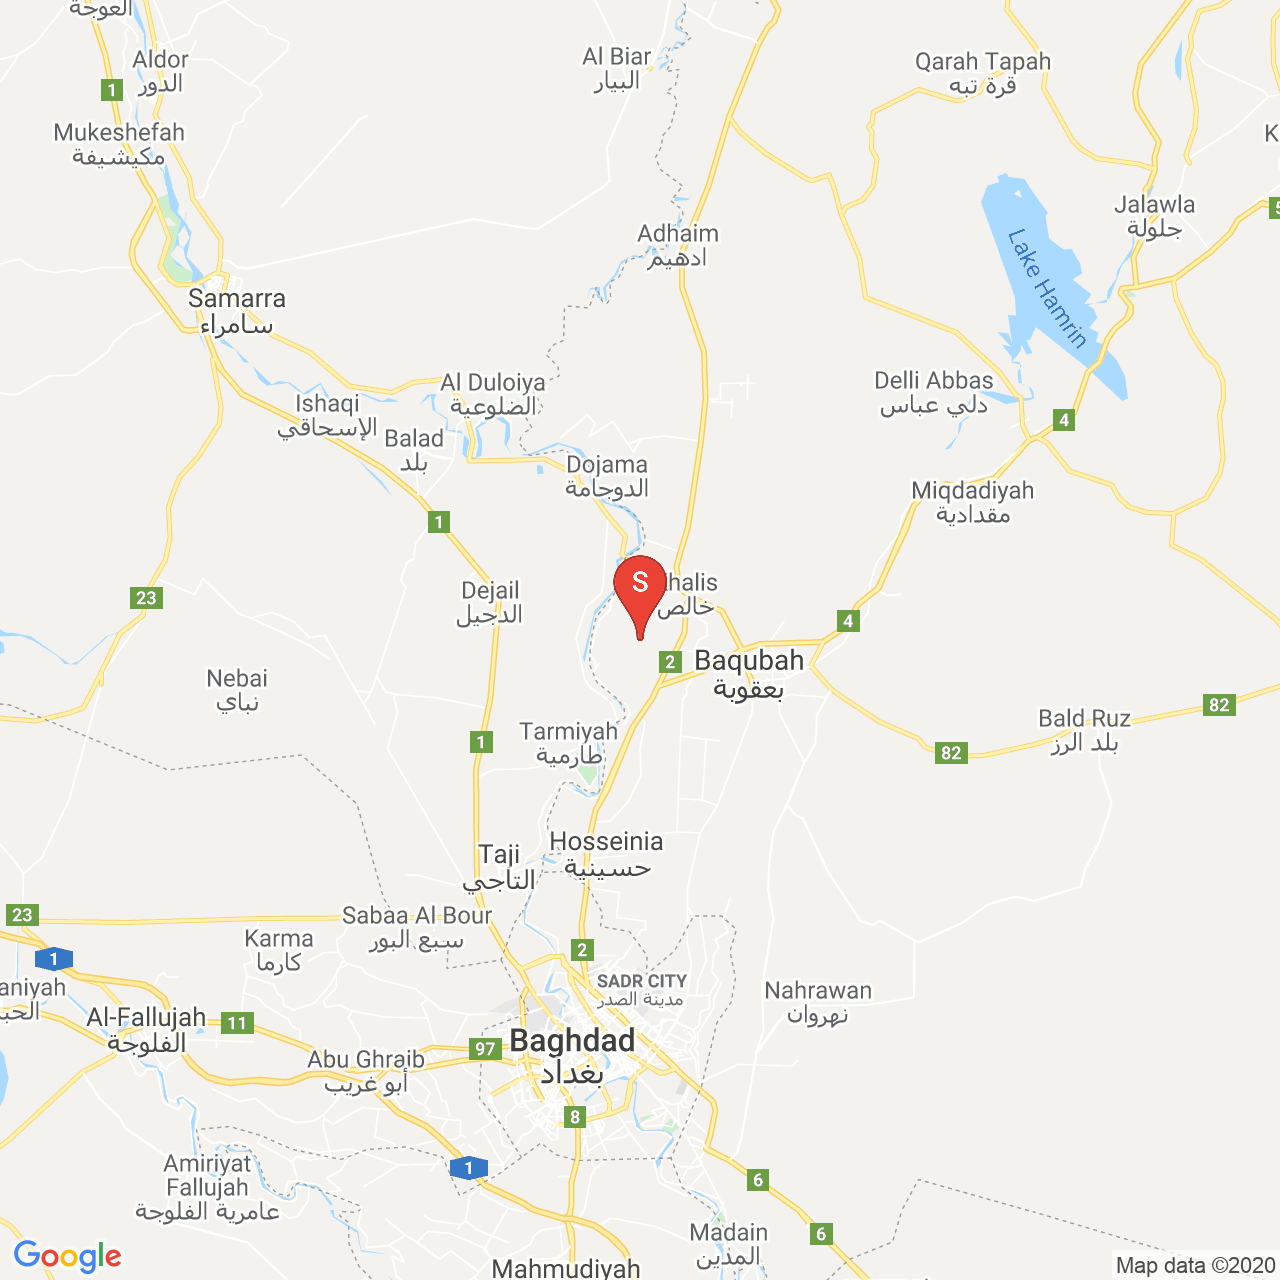 العوجة
Aldor
الدور
Al Biar
البيار
Qarah Tapah
قرة تبه
1
Mukeshefah
مكيشيفة
K
Jalawla
جلولة
5
Adhaim
ادهيم
Lake Hamrin
Samarra
سامراء
Al Duloiya
الضلوعية
Delli Abbas
دلي عباس
Ishaqi
الإسحاقي
4
Balad
بلد
Dojama
الدوجامة
Miqdadiyah
مقدادية
1
S
halis
خالص
Dejail
الدجيل
23
4
2
Baqubah
بعقوبة
Nebai
نباي
82
Bald Ruz
بلد الرز
Tarmiyah
طارمية
1
82
Hosseinia
حسينية
Taji
التاجي
23
Sabaa Al Bour
سبع البور
Karma
كارما
1
2
SADR CITY
مدينة الصدر
aniyah
الحب
Nahrawan
نهروان
Al-Fallujah
الفلوجة
11
Baghdad
بغداد
97
Abu Ghraib
أبو غريب
8
Amiriyat
Fallujah
عامرية الفلوجة
1
6
Madain
المدين
6
Mahmudiyah
Google
Map data ©2020